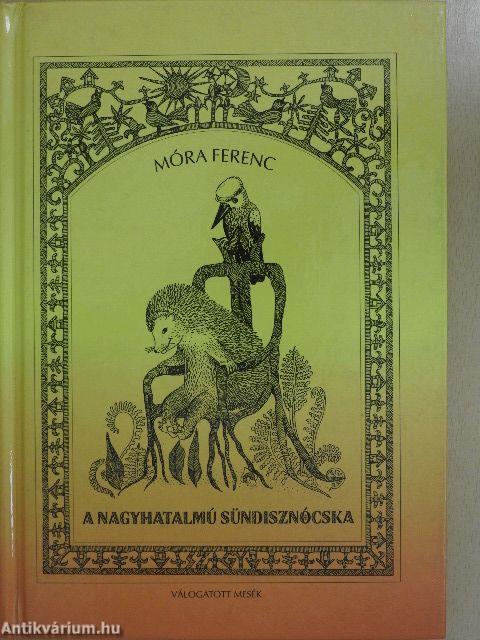 MÓRA FERENC
A NAGYHATALMÚ SÜNDISZNÓCSKA
VÁLOGATOTT MESÉK
Antikvárium.hu